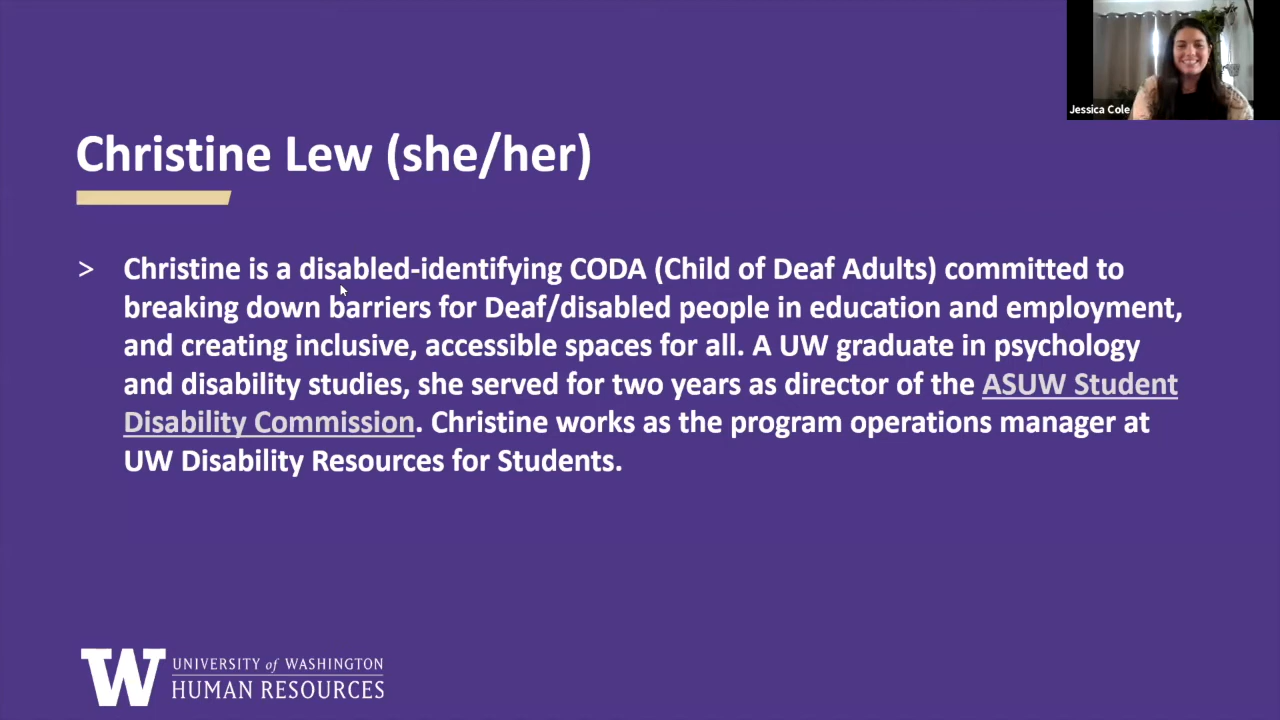 Jessica Cole
Christine Lew (she/her)
> Christine is a disabled-identifying CODA (Child of Deaf Adults) committed to
breaking down barriers for Deaf/disabled people in education and employment,
and creating inclusive, accessible spaces for all. A UW graduate in psychology
and disability studies, she served for two years as director of the ASUW Student
Disability Commission. Christine works as the program operations manager at
UW Disability Resources for Students.
W
UNIVERSITY of WASHINGTON
HUMAN RESOURCES